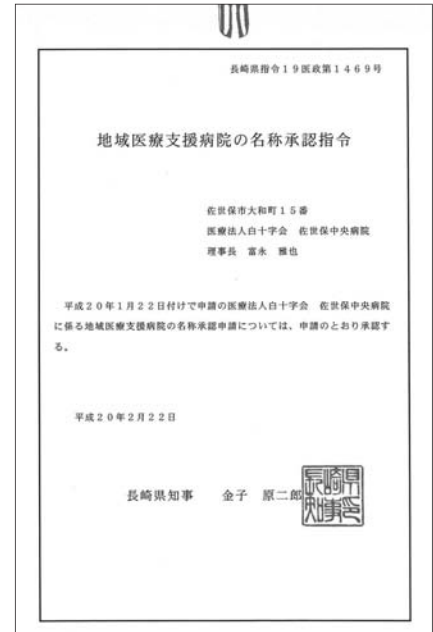 長崎県指令19医政第1469号
地域医療支援病院の名称承認指令
佐世保市大和町15番
医療法人白十字会　佐世保中央病院
理事長　富永　雅也
平成20年1月22日付けで申請の医療法人白十字会　佐世保中央病院
に係る地域医療支援病院の名称承認申請については、申請のとおり承認す
る。
平成20年2月22日
長崎県知事　金子　原二郎
長崎県
知事印